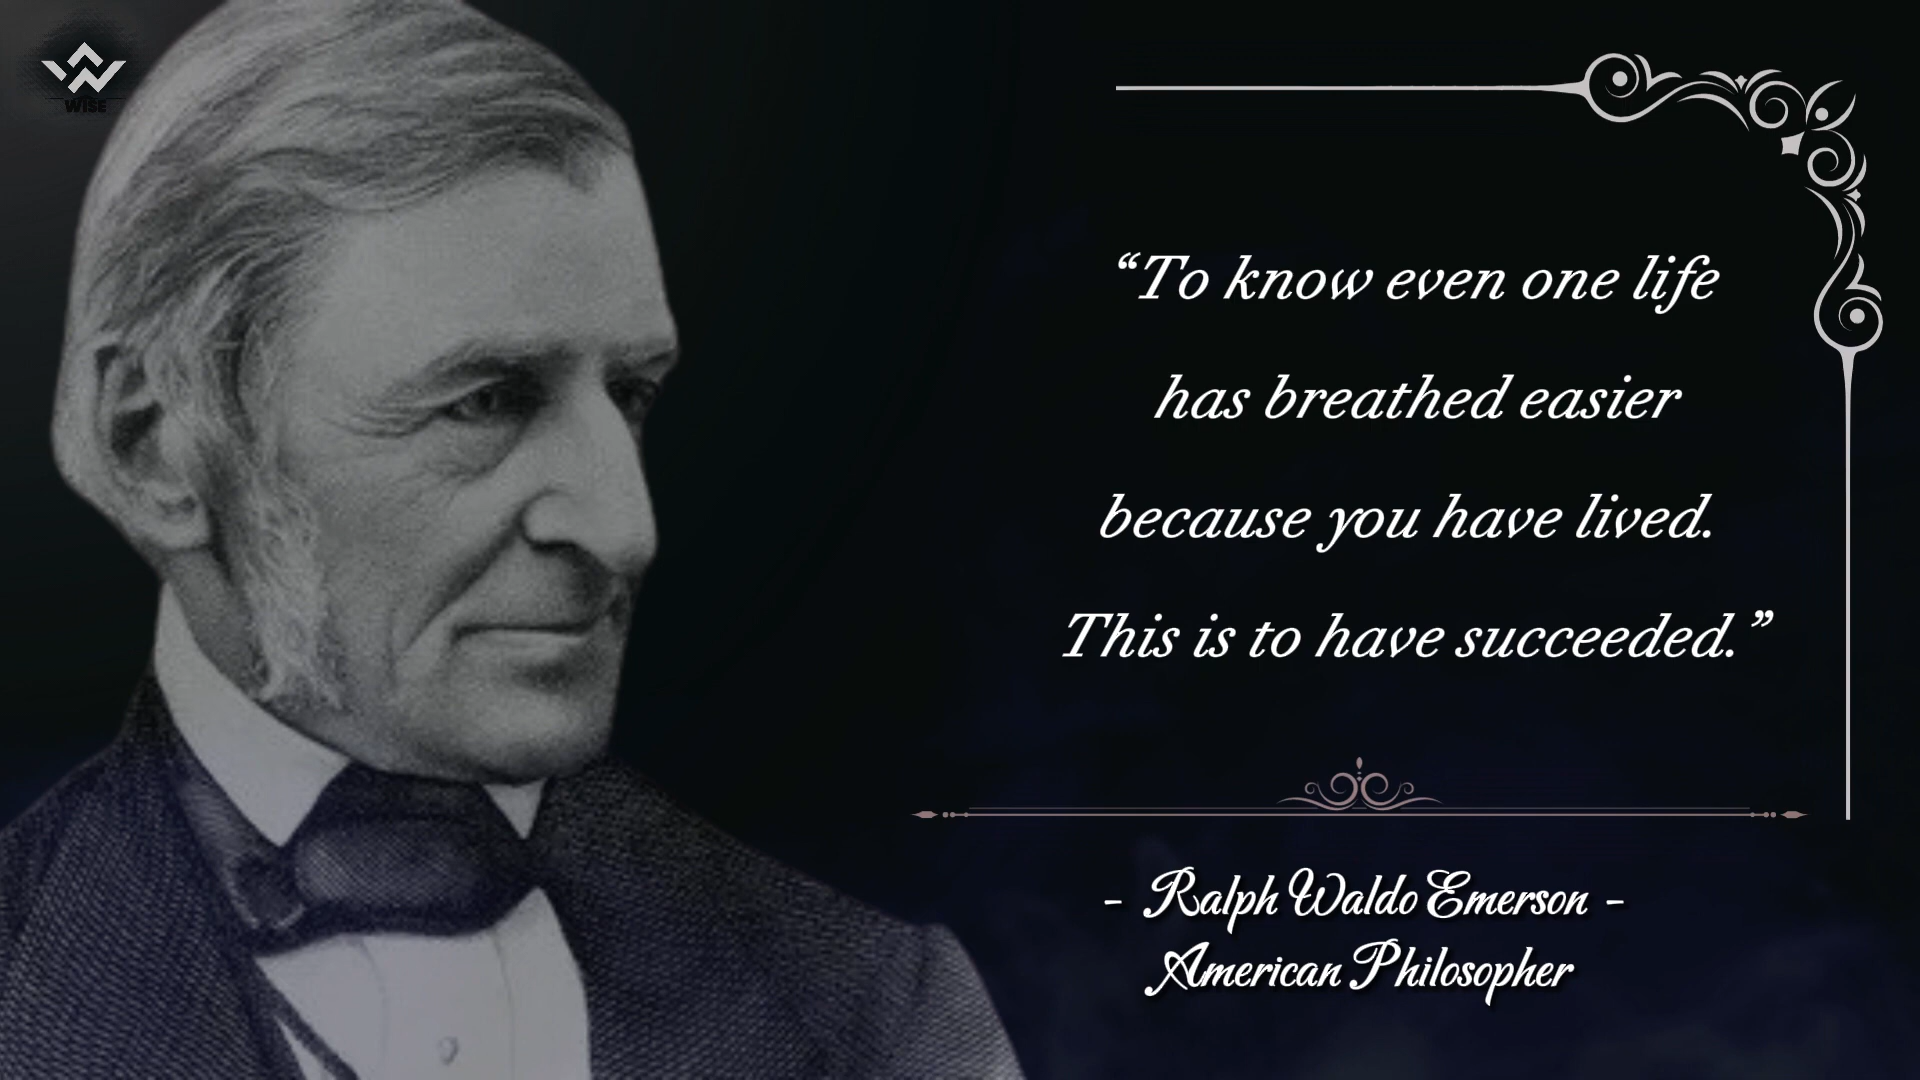 WISE
“To know even one life
has breathed easier
because you have lived.
This is to have succeeded.”
- Ralph Waldo Emerson -
American Philosopher